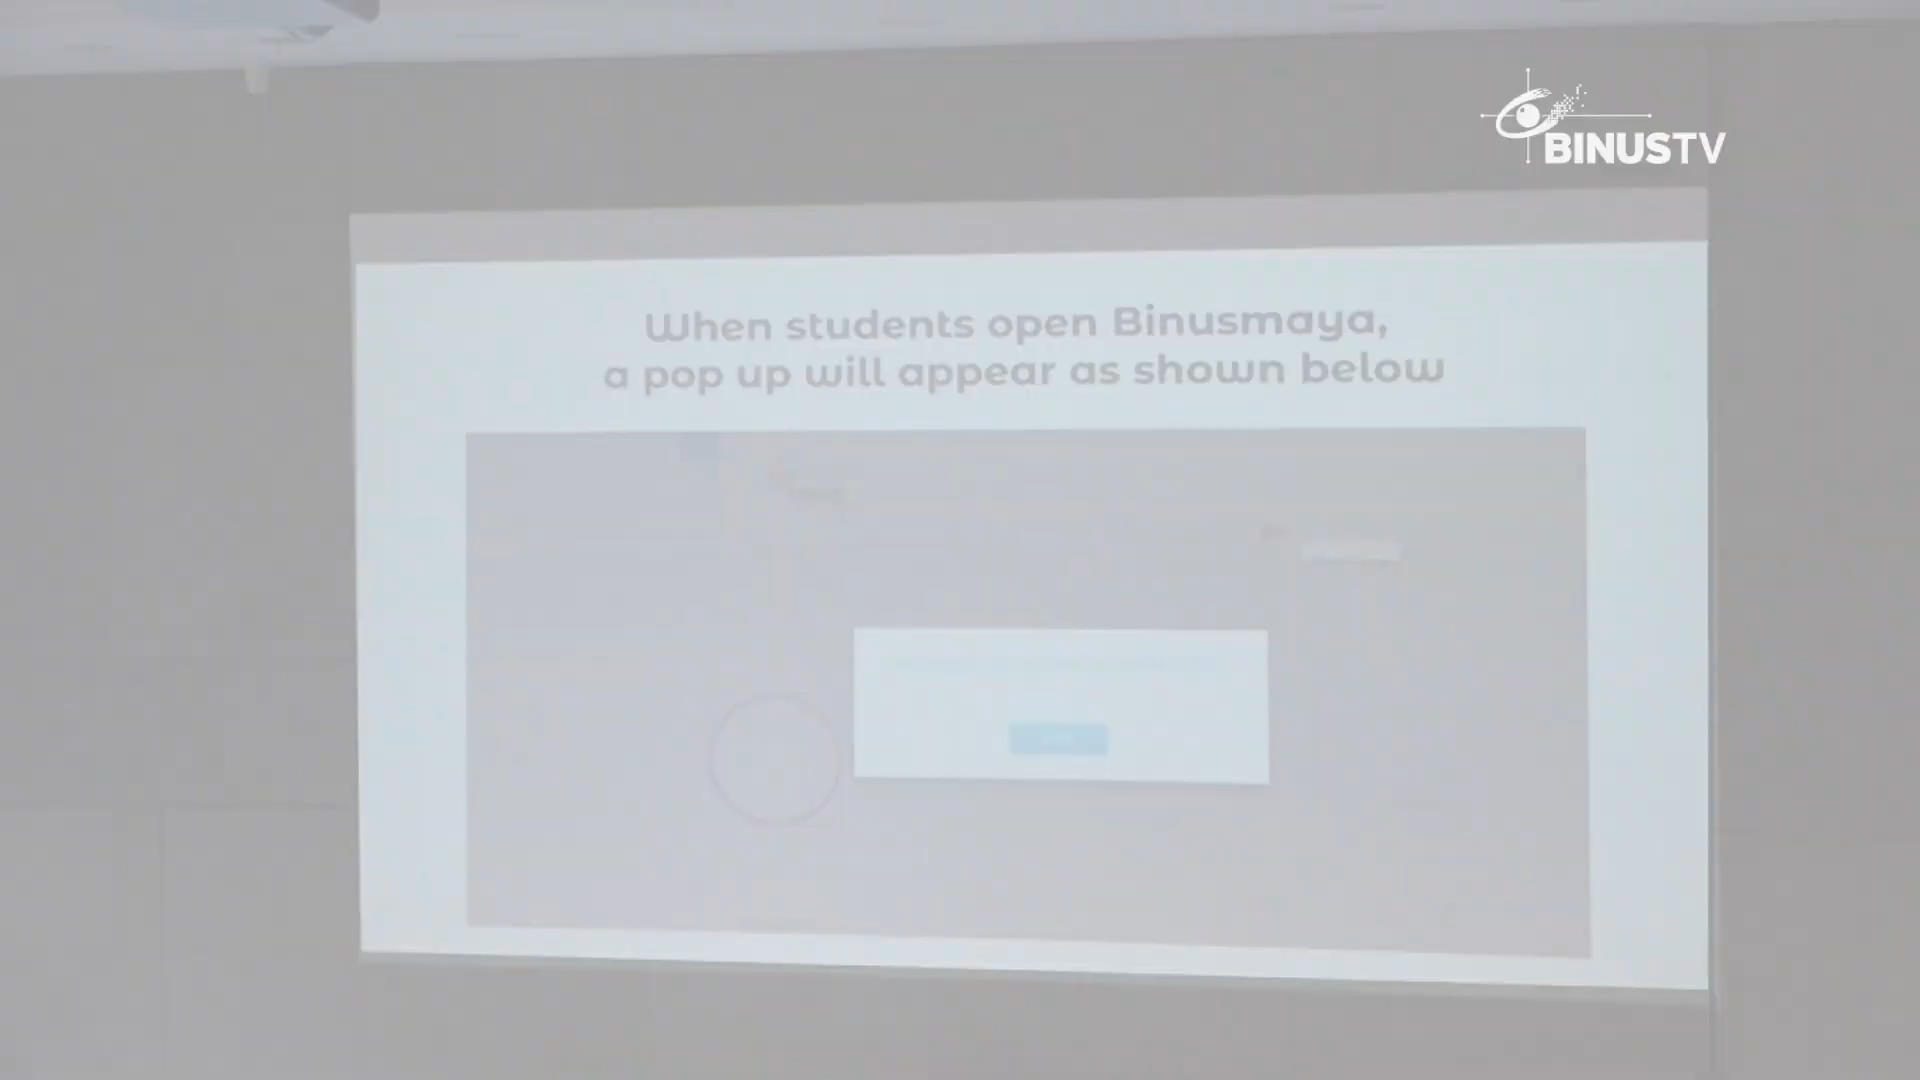 BINUSTV
When students open Binusmaya,
a pop up will appear as shown below